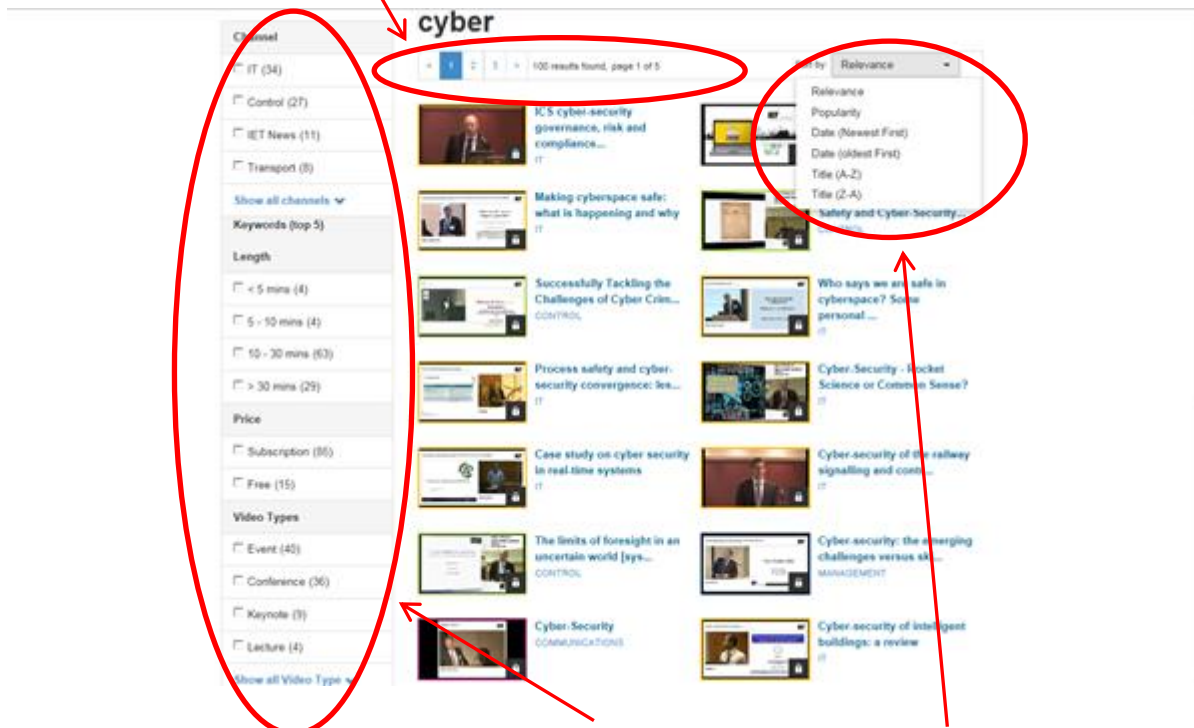 cyber
Channel
IT (34)
Control (27)
IET News (11)
Transport (8)
Show all channels
Keywords (top 5)
Length
< 5 mins (4)
5 - 10 mins (4)
10 - 30 mins (63)
> 30 mins (29)
Price
Subscription (85)
Free (15)
Video Types
Event (40)
Conference (36)
Keynote (9)
Lecture (4)
Show all Video Type
« 1 2 3 » 100 results found, page 1 of 5
Sort by Relevance
Relevance
Popularity
Date (Newest First)
Date (oldest First)
Title (A-Z)
Title (Z-A)
ICS cyber-security
governance, risk and
compliance...
IT
Making cyberspace safe:
what is happening and why
IT
Safety and Cyber-Security...
CONTROL
Successfully Tackling the
Challenges of Cyber Crim...
CONTROL
Who says we are safe in
cyberspace? Some
personal ...
IT
Process safety and cyber-
security convergence: les...
IT
Cyber-Security - Rocket
Science or Common Sense?
IT
Case study on cyber security
in real-time systems
IT
Cyber-security of the railway
signalling and contr...
IT
The limits of foresight in an
uncertain world [sys...
CONTROL
Cyber-security: the emerging
challenges versus ski...
MANAGEMENT
Cyber-Security
COMMUNICATIONS
Cyber-security of intelligent
buildings: a review
IT